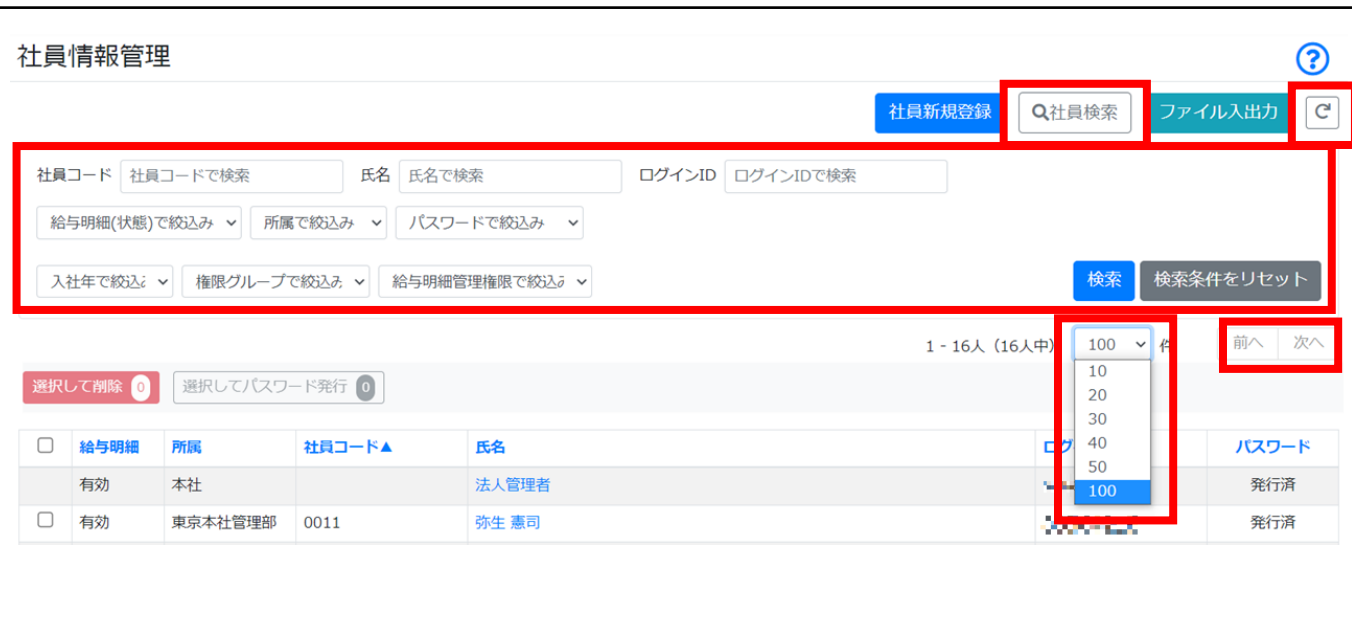 社員情報管理
社員新規登録 社員検索 ファイル入出力
社員コード 社員コードで検索 氏名 氏名で検索 ログインID ログインIDで検索
給与明細(状態)で絞込み 所属で絞込み パスワードで絞込み
入社年で絞込 権限グループで絞込み 給与明細管理権限で絞込み 検索 検索条件をリセット
1 - 16人（16人中） 100 件 前へ 次へ
10
選択して削除 0 選択してパスワード発行 0
20
30
40
50
100
給与明細 所属 社員コード▲ 氏名 ログ パスワード
有効 本社 法人管理者 発行済
有効 東京本社管理部 0011 弥生 憲司 発行済